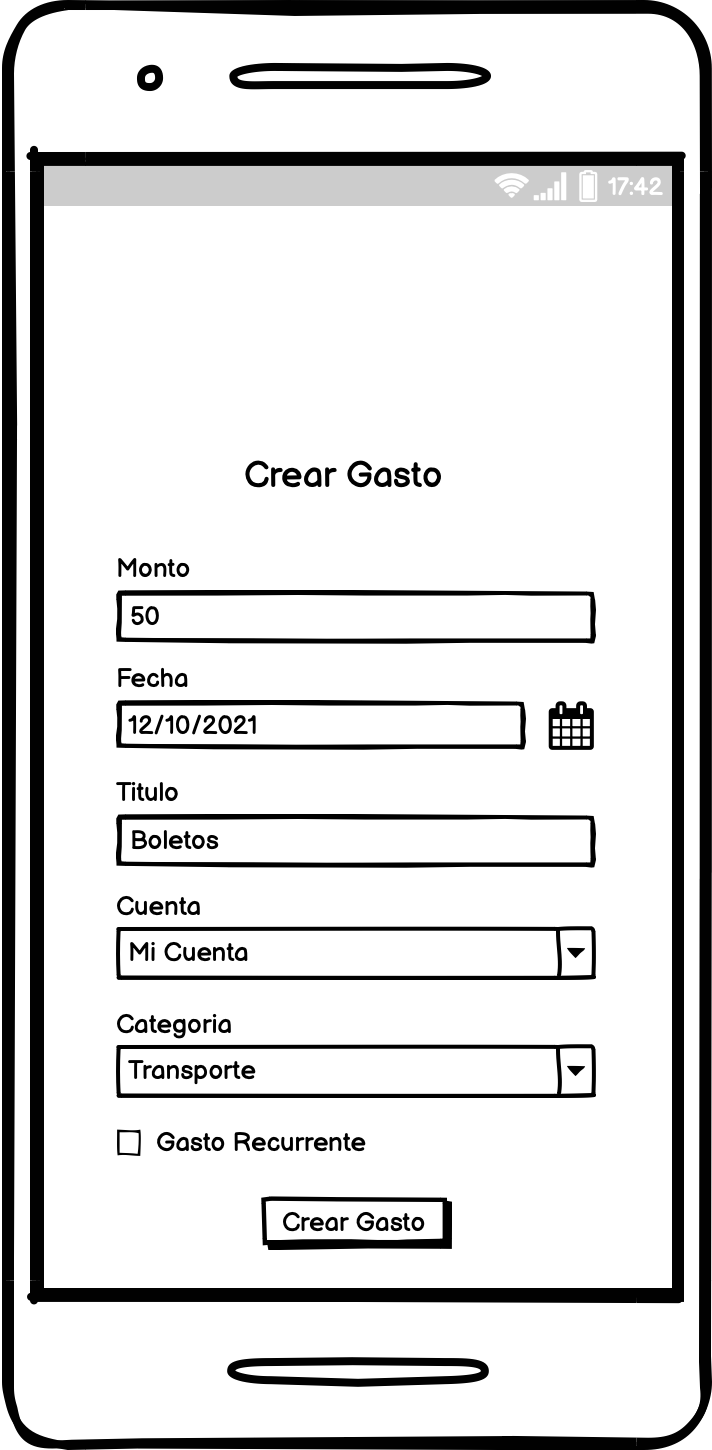 17:42
Crear Gasto
Monto
50
Fecha
12/10/2021
Titulo
Boletos
Cuenta
Mi Cuenta
Categoria
Transporte
Gasto Recurrente
Crear Gasto